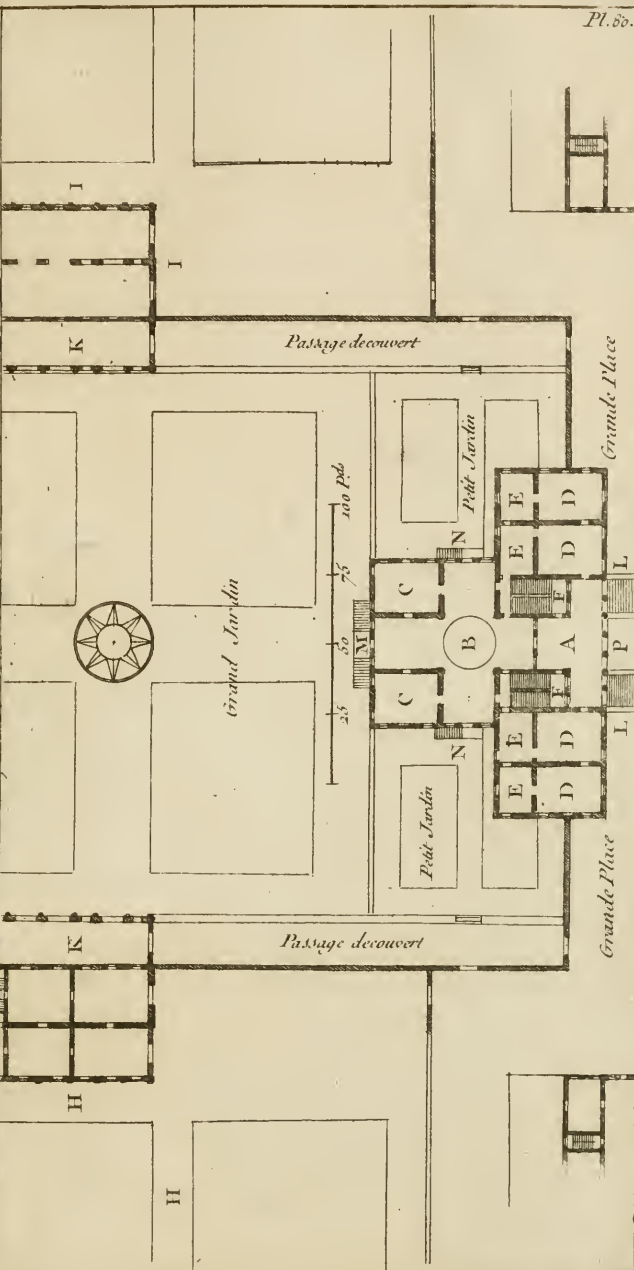 Pl. 80.
I
I
K
Passage decouvert
Grande Place
Petit Jardin
100 Pds
75
50
25
Grand Jardin
E
D
E
D
N
C
F
L
M
B
A
P
C
F
L
N
E
D
E
D
Petit Jardin
Grande Place
K
Passage decouvert
H
H